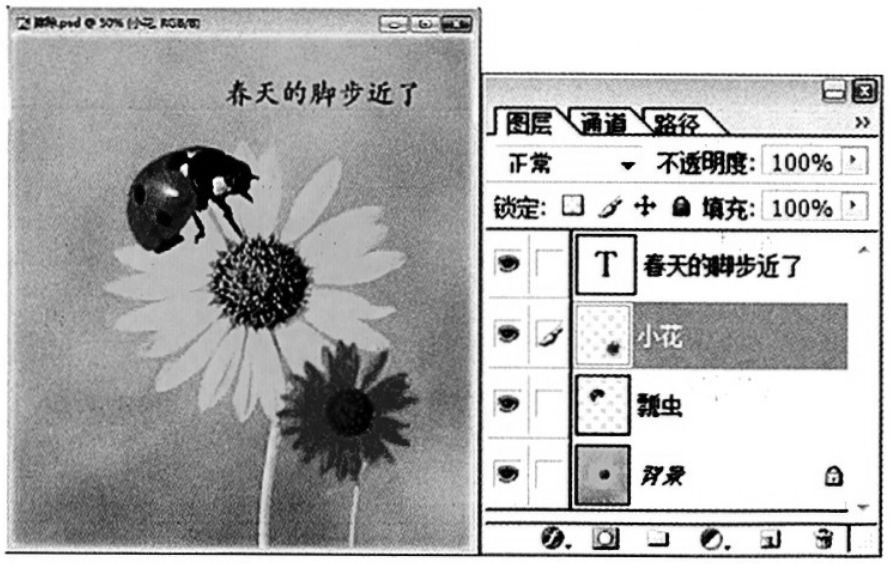 踏春.psd @ 50% (小花, RGB/8)
春天的脚步近了
图层 通道 路径
正常 不透明度: 100%
锁定: 填充: 100%
T 春天的脚步近了
小花
瓢虫
背景